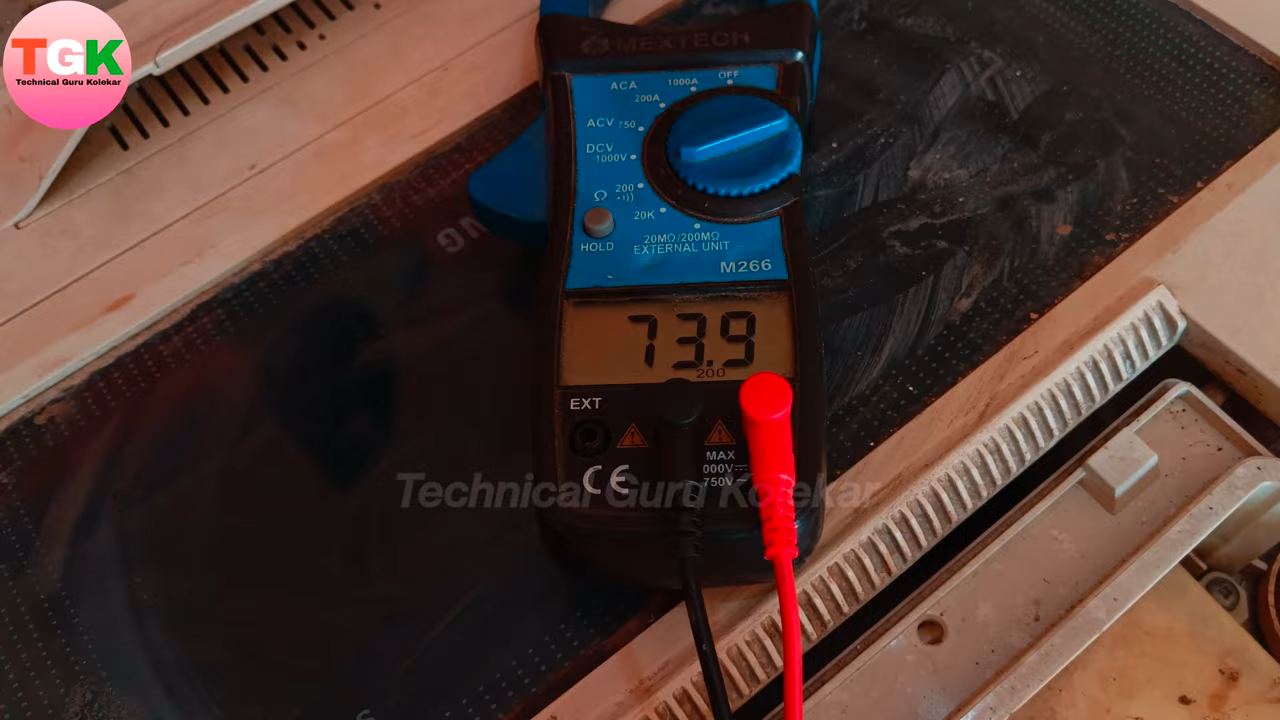 TGK
Technical Guru Kolekar
MEXTECH
OFF
1000A
ACA
200A
ACV 750
DCV
1000V
Ω 200
•)))
20K
20MΩ/200MΩ
EXTERNAL UNIT
HOLD
M266
73.9
200
EXT
MAX
000V
750V
CE
Technical Guru Kolekar